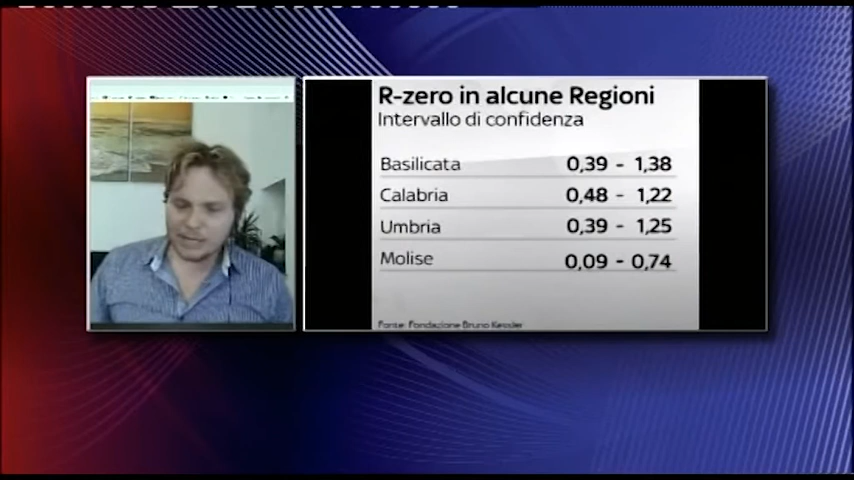 R-zero in alcune Regioni
Intervallo di confidenza
Basilicata 0,39 - 1,38
Calabria 0,48 - 1,22
Umbria 0,39 - 1,25
Molise 0,09 - 0,74
Fonte Fondazione Bruno Kessler